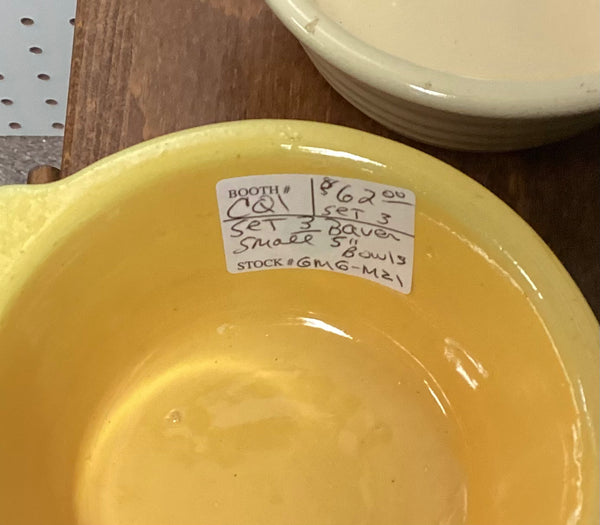 BOOTH # $62.00
CQ1 SET 3
SET 3 Bauer
Small 5" Bowls
STOCK # GMG-M21